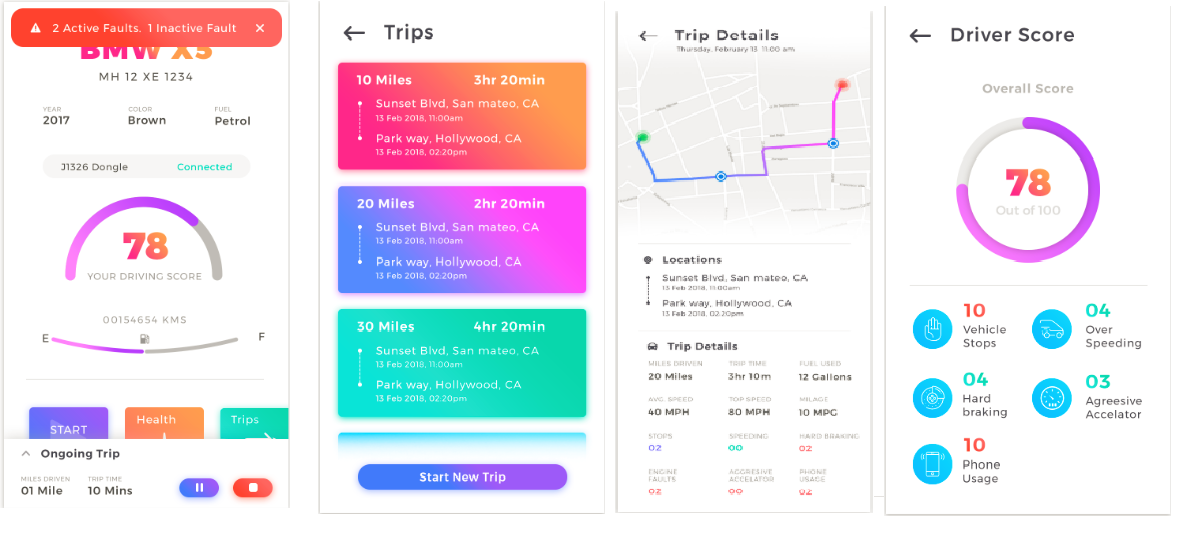 2 Active Faults. 1 Inactive Fault
BMW X5
MH 12 XE 1234
YEAR
2017
COLOR
Brown
FUEL
Petrol
J1326 Dongle
Connected
78
YOUR DRIVING SCORE
00154654 KMS
E
F
START
Health
Trips
Ongoing Trip
MILES DRIVEN
01 Mile
TRIP TIME
10 Mins
Trips
10 Miles 3hr 20min
Sunset Blvd, San mateo, CA
13 Feb 2018, 11:00am
Park way, Hollywood, CA
13 Feb 2018, 02:20pm
20 Miles 2hr 20min
Sunset Blvd, San mateo, CA
13 Feb 2018, 11:00am
Park way, Hollywood, CA
13 Feb 2018, 02:20pm
30 Miles 4hr 20min
Sunset Blvd, San mateo, CA
13 Feb 2018, 11:00am
Park way, Hollywood, CA
13 Feb 2018, 02:20pm
Start New Trip
Trip Details
Thursday, February 13 11:00 am
Locations
Sunset Blvd, San mateo, CA
13 Feb 2018, 11:00am
Park way, Hollywood, CA
13 Feb 2018, 02:20pm
Trip Details
MILES DRIVEN
20 Miles
TRIP TIME
3hr 10m
FUEL USED
12 Gallons
AVG. SPEED
40 MPH
TOP SPEED
80 MPH
MILAGE
10 MPG
STOPS
02
SPEEDING
00
HARD BRAKING
02
ENGINE
FAULTS
02
AGGRESIVE
ACCELATOR
00
PHONE
USAGE
02
Driver Score
Overall Score
78
Out of 100
10
Vehicle
Stops
04
Over
Speeding
04
Hard
braking
03
Agreesive
Accelator
10
Phone
Usage